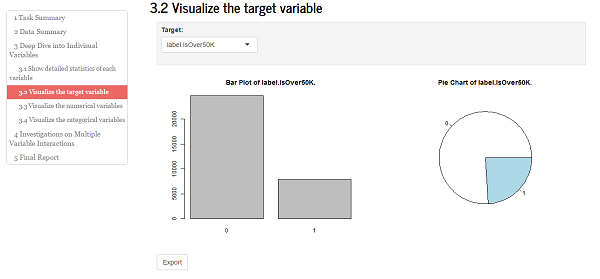 1 Task Summary
2 Data Summary
3 Deep Dive into Indivisual
Variables
3.1 Show detailed statistics of each
variable
3.2 Visualize the target variable
3.3 Visualize the numerical variables
3.4 Visualize the categorical variables
4 Investigations on Multiple
Variable Interactions
5 Final Report
3.2 Visualize the target variable
Target:
label.IsOver50K.
Bar Plot of label.IsOver50K.
20000
15000
10000
5000
0
0
1
Pie Chart of label.IsOver50K.
0
1
Export